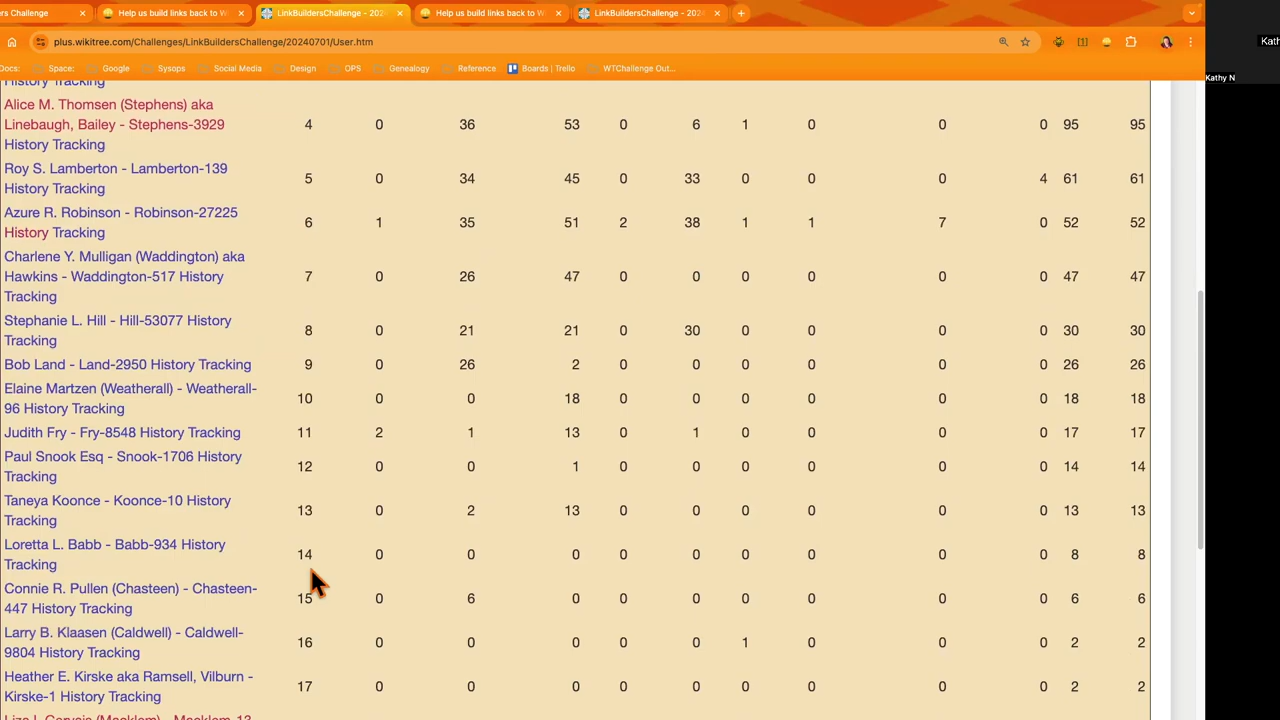 rs Challenge
Help us build links back to W
LinkBuildersChallenge - 202
Help us build links back to W
LinkBuildersChallenge - 202
plus.wikitree.com/Challenges/LinkBuildersChallenge/20240701/User.htm
Docs: Space: Google Sysops Social Media Design OPS Genealogy Reference Boards | Trello WTChallenge Out...
Kath
Kathy N
History Tracking
Alice M. Thomsen (Stephens) aka
Linebaugh, Bailey - Stephens-3929 4 0 36 53 0 6 1 0 0 0 95 95
History Tracking
Roy S. Lamberton - Lamberton-139
History Tracking 5 0 34 45 0 33 0 0 0 4 61 61
Azure R. Robinson - Robinson-27225
History Tracking 6 1 35 51 2 38 1 1 7 0 52 52
Charlene Y. Mulligan (Waddington) aka
Hawkins - Waddington-517 History 7 0 26 47 0 0 0 0 0 0 47 47
Tracking
Stephanie L. Hill - Hill-53077 History
Tracking 8 0 21 21 0 30 0 0 0 0 30 30
Bob Land - Land-2950 History Tracking 9 0 26 2 0 0 0 0 0 0 26 26
Elaine Martzen (Weatherall) - Weatherall-
96 History Tracking 10 0 0 18 0 0 0 0 0 0 18 18
Judith Fry - Fry-8548 History Tracking 11 2 1 13 0 1 0 0 0 0 17 17
Paul Snook Esq - Snook-1706 History
Tracking 12 0 0 1 0 0 0 0 0 0 14 14
Taneya Koonce - Koonce-10 History
Tracking 13 0 2 13 0 0 0 0 0 0 13 13
Loretta L. Babb - Babb-934 History
Tracking 14 0 0 0 0 0 0 0 0 0 8 8
Connie R. Pullen (Chasteen) - Chasteen-
447 History Tracking 15 0 6 0 0 0 0 0 0 0 6 6
Larry B. Klaasen (Caldwell) - Caldwell-
9804 History Tracking 16 0 0 0 0 1 0 0 0 0 2 2
Heather E. Kirske aka Ramsell, Vilburn -
Kirske-1 History Tracking 17 0 0 0 0 0 0 0 0 0 2 2